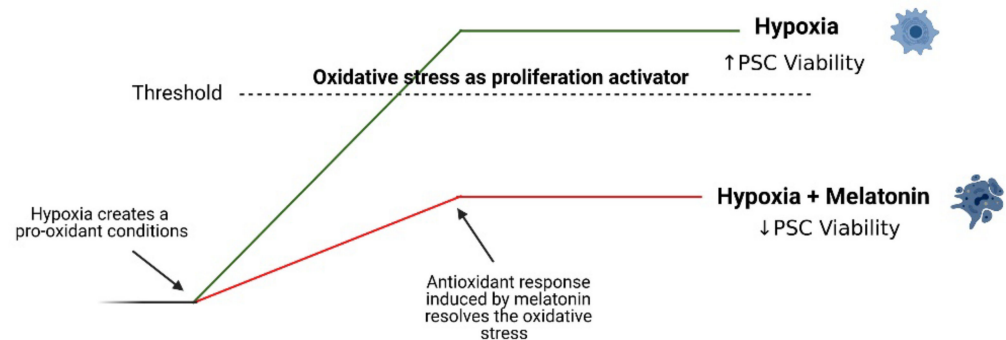 Hypoxia
↑PSC Viability
Oxidative stress as proliferation activator
Threshold
Hypoxia + Melatonin
↓PSC Viability
Hypoxia creates a
pro-oxidant conditions
Antioxidant response
induced by melatonin
resolves the oxidative
stress